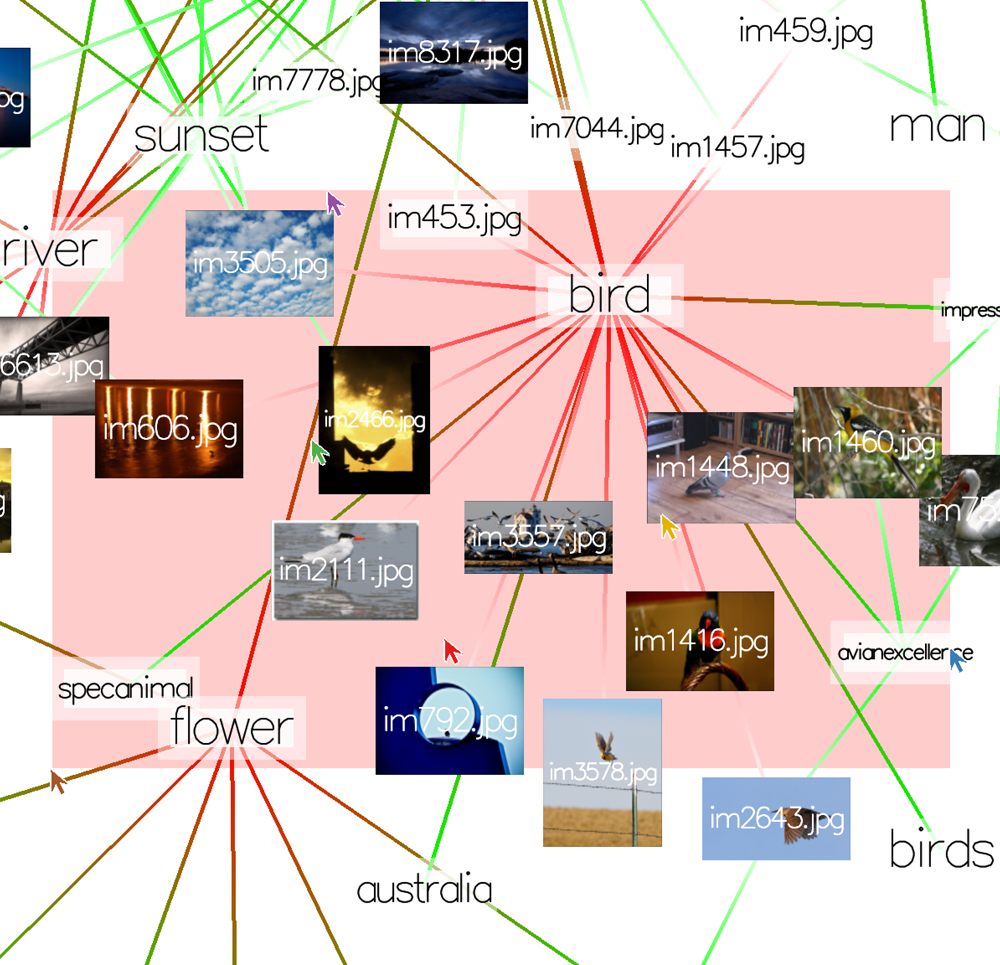 im459.jpg
im8317.jpg
im7778.jpg
pg
im7044.jpg
man
sunset
im1457.jpg
im453.jpg
river
im3505.jpg
bird
impress
6613.jpg
im2466.jpg
im606.jpg
im1460.jpg
im1448.jpg
im75
im3557.jpg
im2111.jpg
im1416.jpg
avianexcellence
specanimal
flower
im792.jpg
im3578.jpg
im2643.jpg
birds
australia